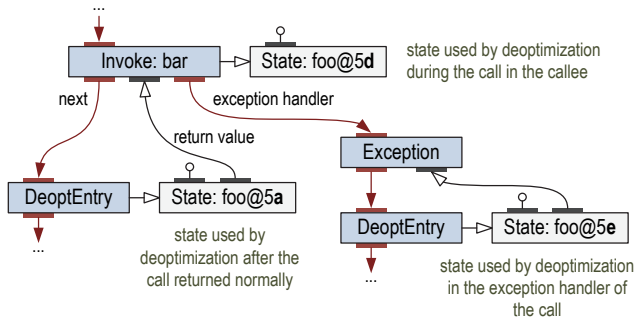 ...
Invoke: bar
State: foo@5d
state used by deoptimization
during the call in the callee
next
exception handler
return value
Exception
DeoptEntry
State: foo@5a
DeoptEntry
State: foo@5e
...
state used by
deoptimization after the
call returned normally
...
state used by deoptimization
in the exception handler of
the call